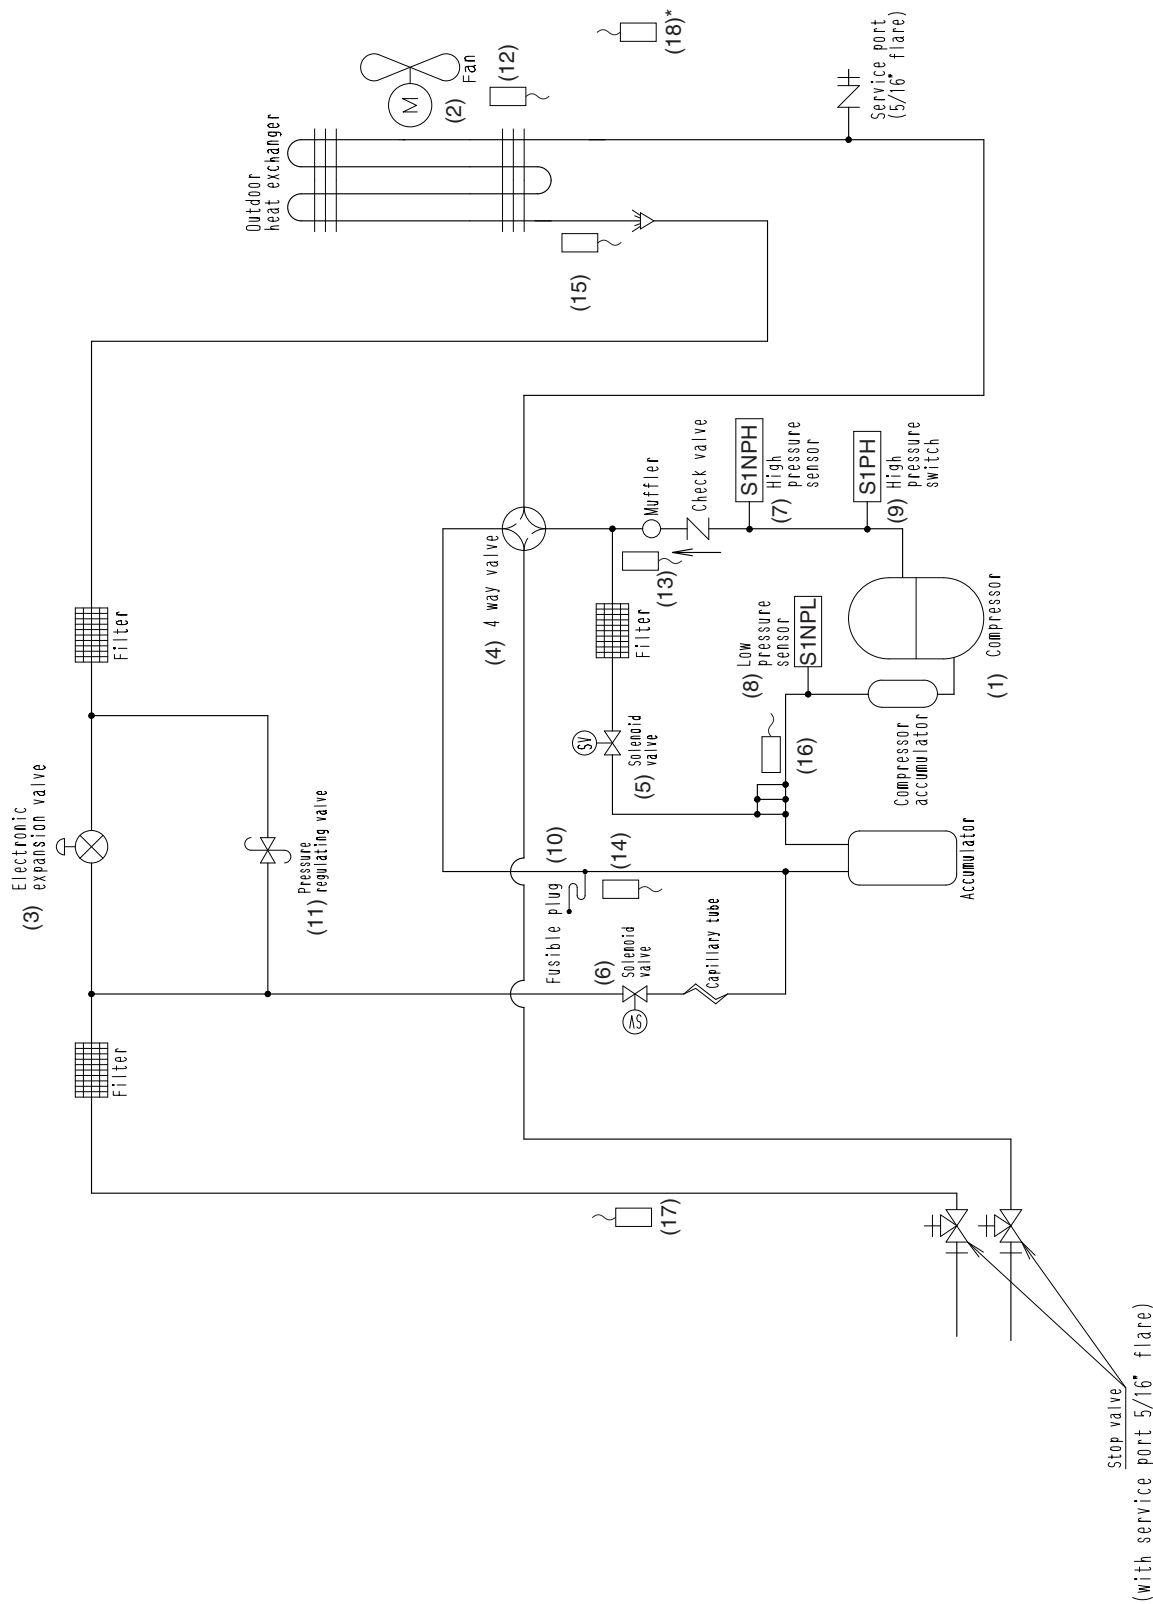 Outdoor
heat exchanger
M
(2)
Fan
(12)
(18)*
Service port
(5/16" flare)
(15)
Filter
(3)
Electronic
expansion valve
(11)
Pressure
regulating valve
Filter
(4) 4 way valve
Muffler
Check valve
(13)
S1NPH
(7)
High
pressure
sensor
S1PH
(9)
High
pressure
switch
Filter
SV
(5)
Solenoid
valve
(8)
Low
pressure
sensor
S1NPL
(16)
(1) Compressor
Compressor
accumulator
Accumulator
Fusible plug
(10)
(14)
(6)
Solenoid
valve
SV
Capillary tube
(17)
Stop valve
(with service port 5/16" flare)